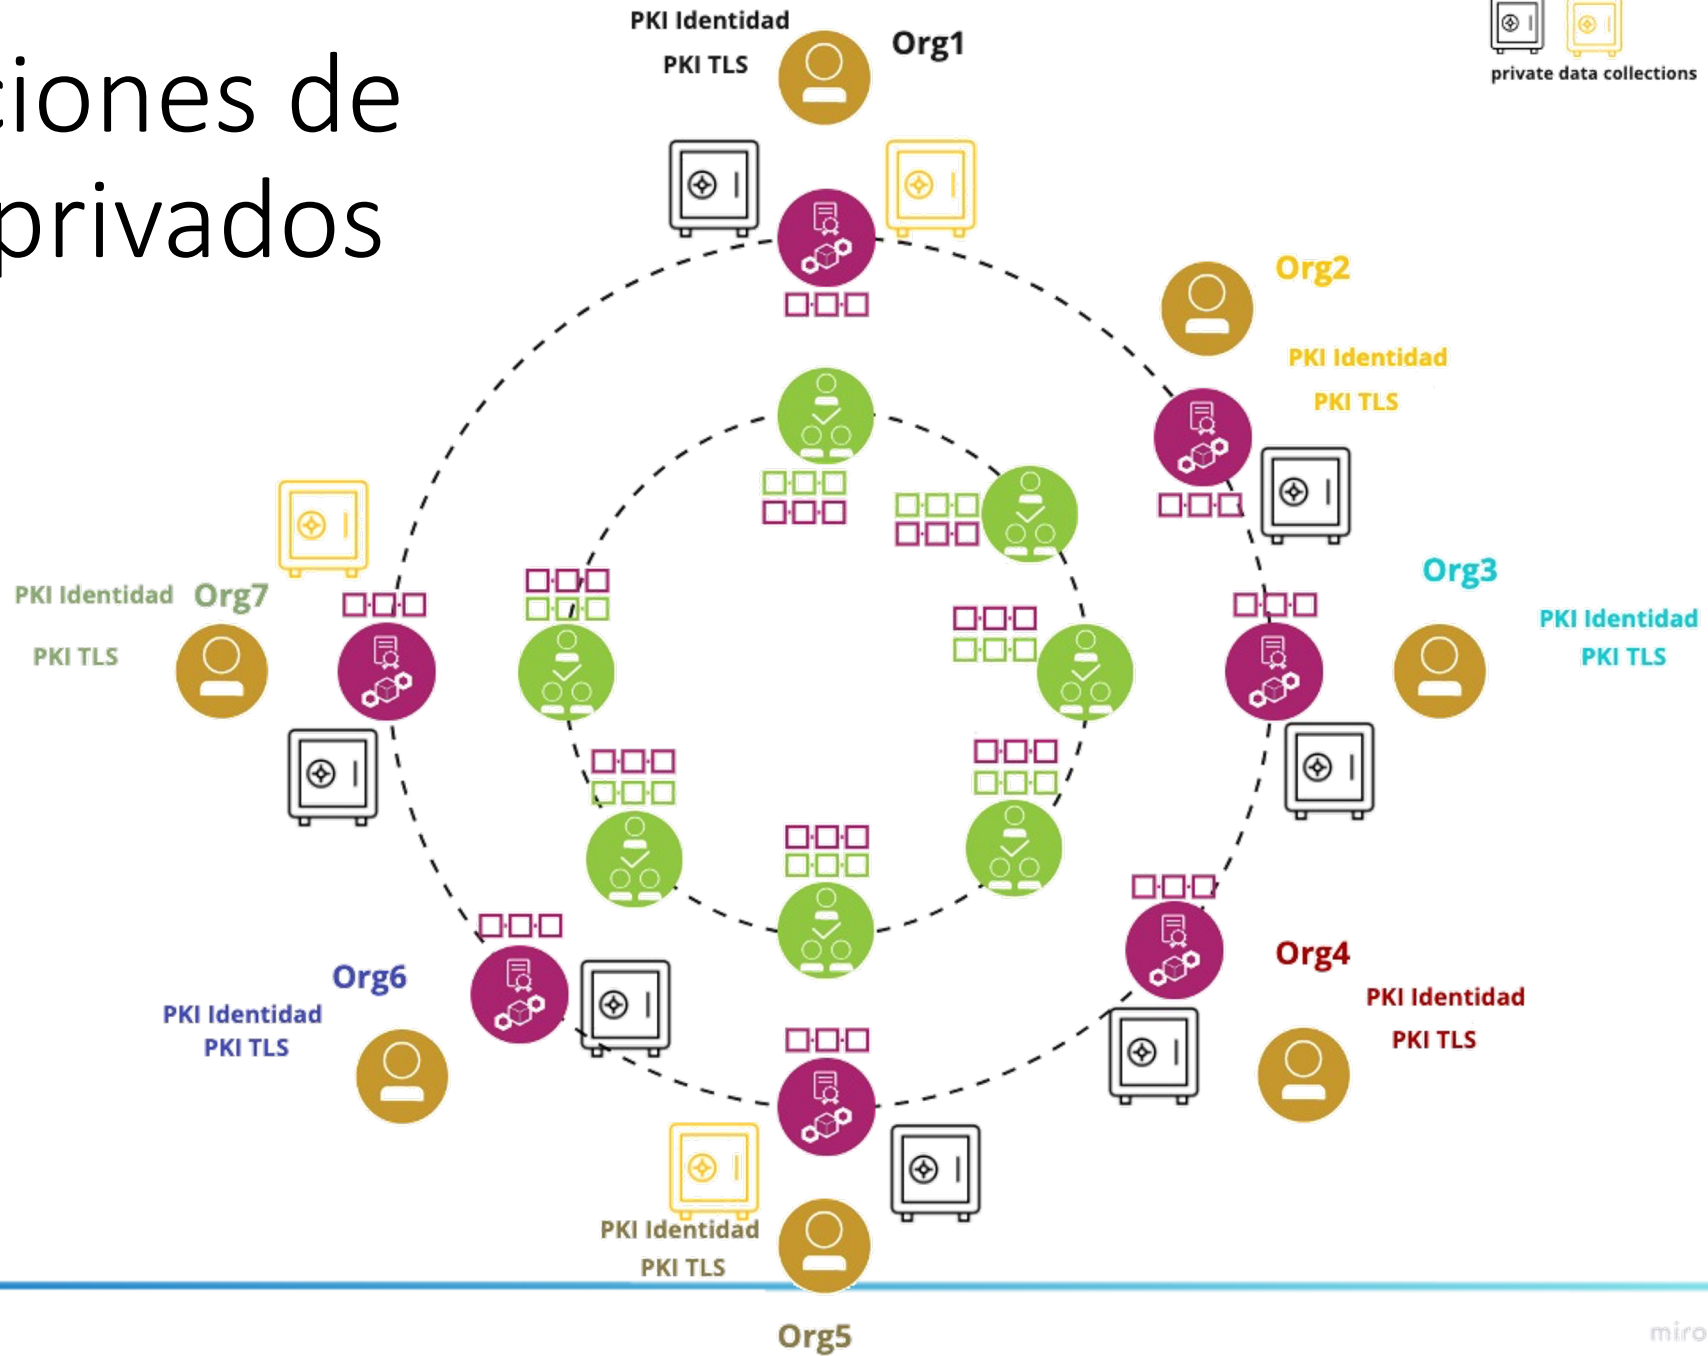 ciones de
privados
PKI Identidad
PKI TLS
Org1
private data collections
Org2
PKI Identidad
PKI TLS
Org3
PKI Identidad
PKI TLS
PKI Identidad
Org7
PKI TLS
Org6
PKI Identidad
PKI TLS
Org4
PKI Identidad
PKI TLS
PKI Identidad
PKI TLS
Org5
miro